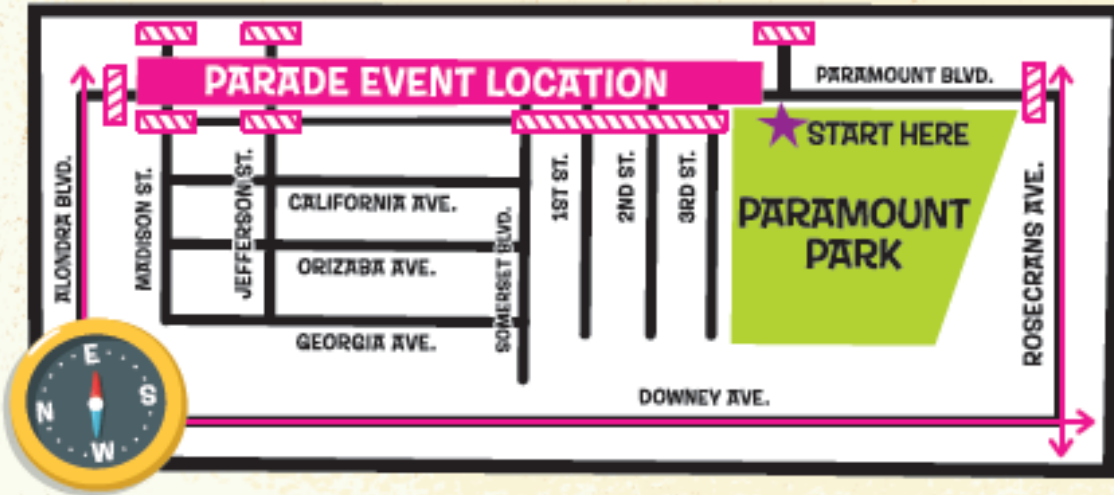 PARADE EVENT LOCATION
PARAMOUNT BLVD.
START HERE
PARAMOUNT
PARK
ALONDRA BLVD.
MADISON ST.
JEFFERSON ST.
CALIFORNIA AVE.
ORIZABA AVE.
GEORGIA AVE.
SOMERSET BLVD.
1ST ST.
2ND ST.
3RD ST.
ROSECRANS AVE.
DOWNEY AVE.
E
N
S
W